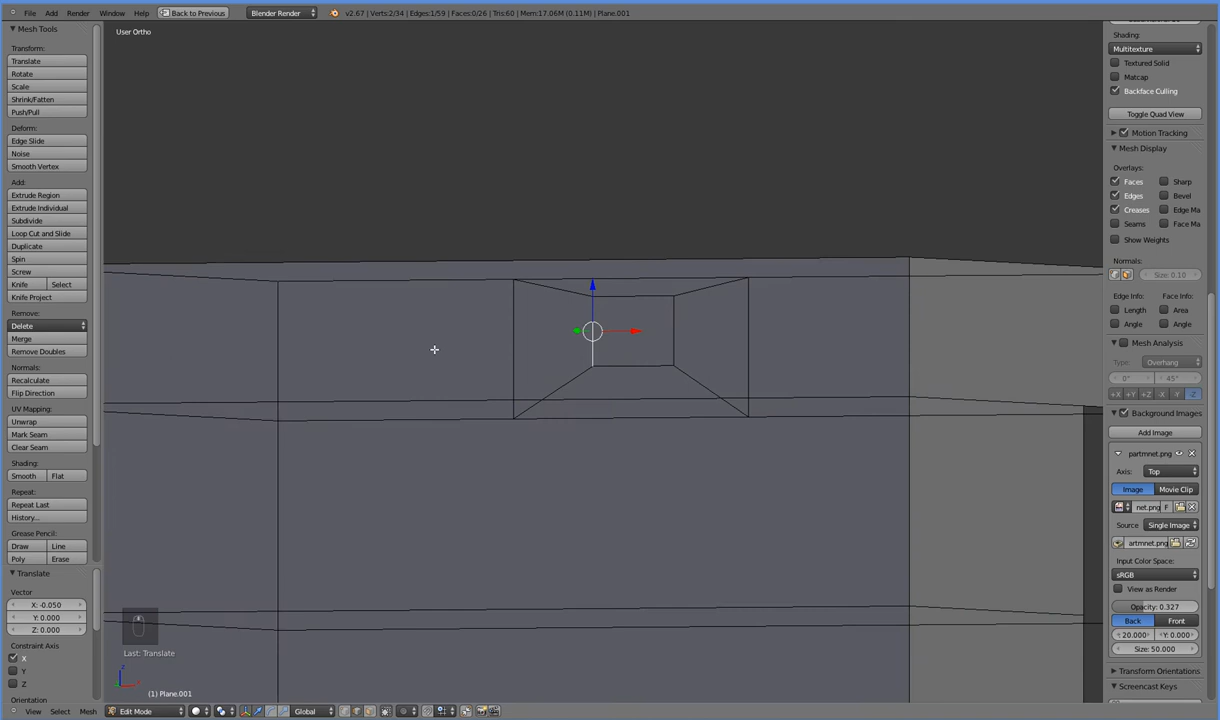 File Add Render Window Help Back to Previous Blender Render v2.67 | Verts:2/34 | Edges:1/59 | Faces:0/26 | Tris:60 | Mem:17.06M (0.11M) | Plane.001
Mesh Tools
Transform:
Translate
Rotate
Scale
Shrink/Fatten
Push/Pull
Deform:
Edge Slide
Noise
Smooth Vertex
Add:
Extrude Region
Extrude Individual
Subdivide
Loop Cut and Slide
Duplicate
Spin
Screw
Knife Select
Knife Project
Remove:
Delete
Merge
Remove Doubles
Normals:
Recalculate
Flip Direction
UV Mapping:
Unwrap
Mark Seam
Clear Seam
Shading:
Smooth Flat
Repeat:
Repeat Last
History...
Grease Pencil:
Draw Line
Poly Erase
Translate
Vector
X: -0.050
Y: 0.000
Z: 0.000
Constraint Axis
X
Y
Z
Orientation
User Ortho
Last: Translate
z
(1) Plane.001
View Select Mesh Edit Mode Global
Shading:
Multitexture
Textured Solid
Matcap
Backface Culling
Toggle Quad View
Motion Tracking
Mesh Display
Overlays:
Faces Sharp
Edges Bevel
Creases Edge Ma
Seams Face Ma
Show Weights
Normals:
Size: 0.10
Edge Info: Face Info:
Length Area
Angle Angle
Mesh Analysis
Type: Overhang
0° 45°
+X +Y +Z -X -Y -Z
Background Images
Add Image
partmnet.png
Axis: Top
Image Movie Clip
net.png F
Source Single Image
artmnet.png
Input Color Space:
sRGB
View as Render
Opacity: 0.327
Back Front
20.000 Y: 0.000
Size: 50.000
Transform Orientations
Screencast Keys